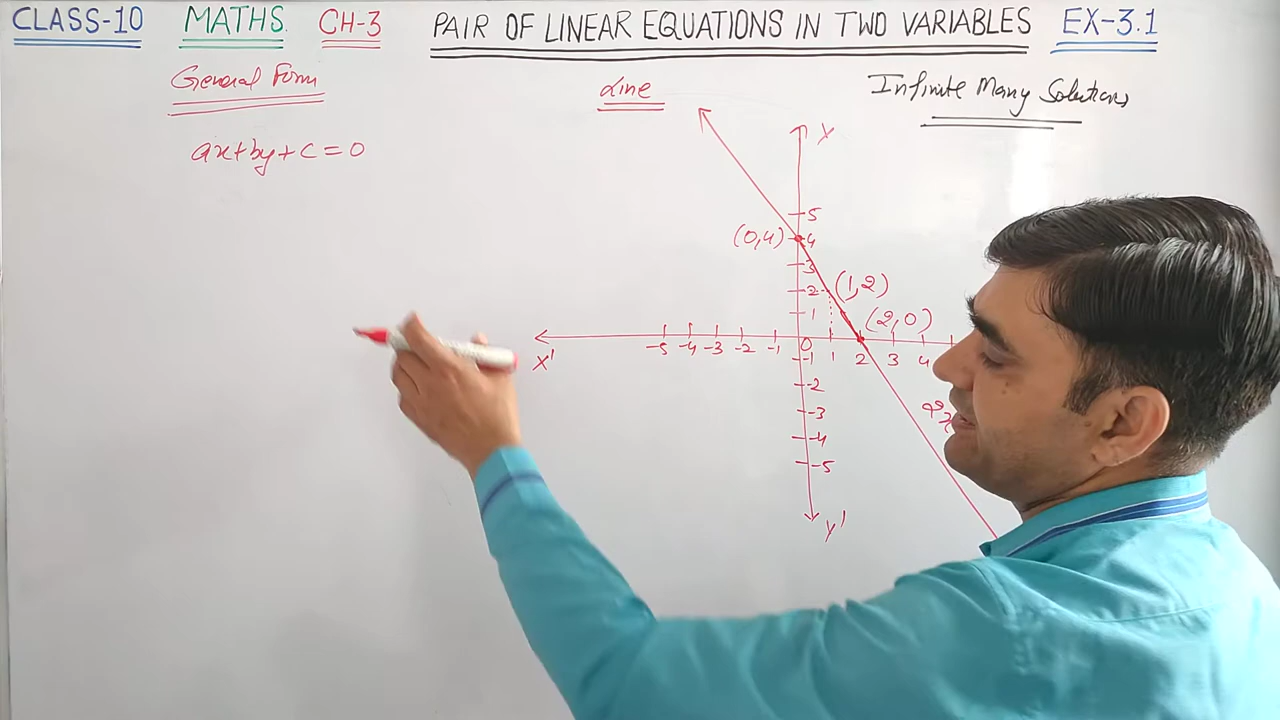 CLASS-10 MATHS. CH-3 PAIR OF LINEAR EQUATIONS IN TWO VARIABLES EX-3.1
General Form
Line
Infinite Many Solutions
ax+by+c=0
X
5
(0,4) 4
3
2 (1,2)
1 (2,0)
X' -5 -4 -3 -2 -1 0 1 2 3 4
-1
-2
-3
-4
-5
y'